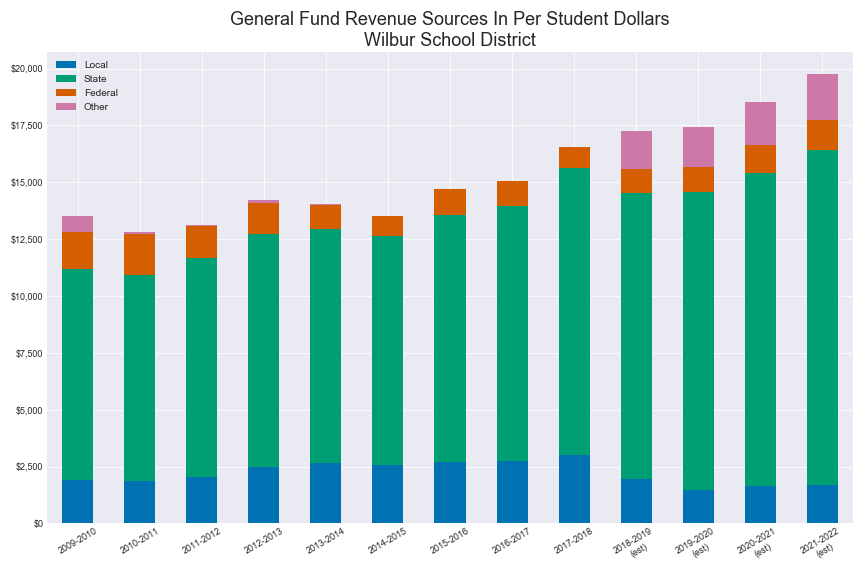 General Fund Revenue Sources In Per Student Dollars
Wilbur School District
Local
State
Federal
Other
$20,000
$17,500
$15,000
$12,500
$10,000
$7,500
$5,000
$2,500
$0
2009-2010
2010-2011
2011-2012
2012-2013
2013-2014
2014-2015
2015-2016
2016-2017
2017-2018
2018-2019
(est)
2019-2020
(est)
2020-2021
(est)
2021-2022
(est)